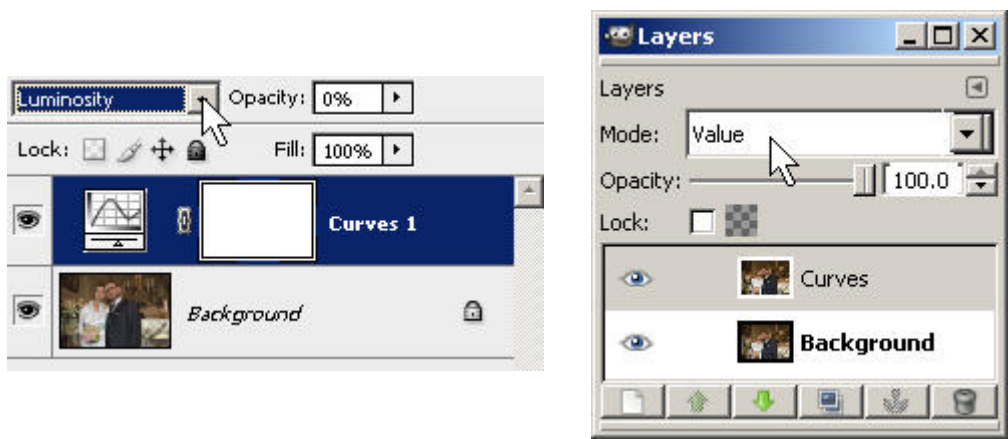 Luminosity Opacity: 0%
Lock: Fill: 100%
Curves 1
Background
Layers
Layers
Mode: Value
Opacity: 100.0
Lock:
Curves
Background